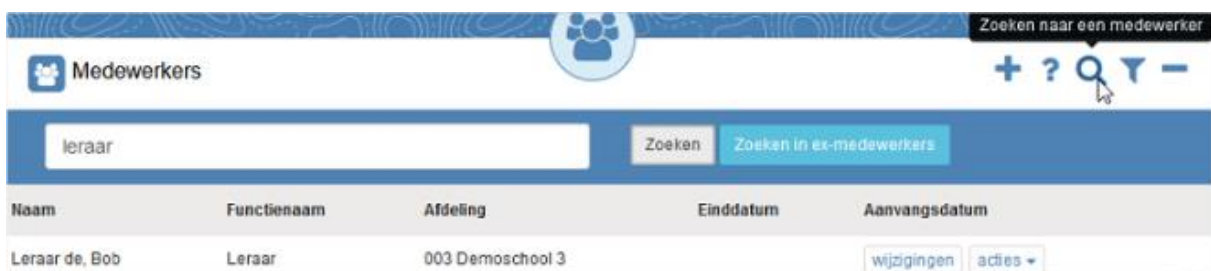 Zoeken naar een medewerker
Medewerkers + ? −
leraar Zoeken Zoeken in ex-medewerkers
Naam Functienaam Afdeling Einddatum Aanvangsdatum
Leraar de, Bob Leraar 003 Demoschool 3 wijzigingen acties